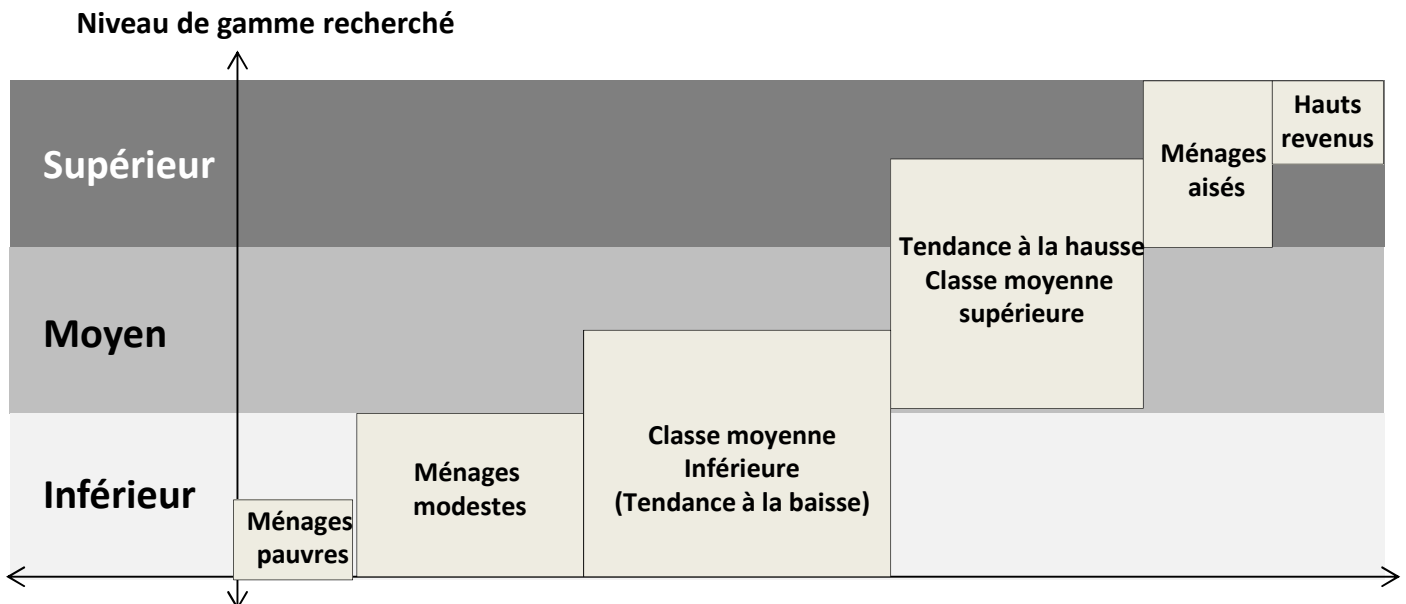 Niveau de gamme recherché
Supérieur
Moyen
Inférieur
Ménages
pauvres
Ménages
modestes
Classe moyenne
Inférieure
(Tendance à la baisse)
Tendance à la hausse
Classe moyenne
supérieure
Ménages
aisés
Hauts
revenus